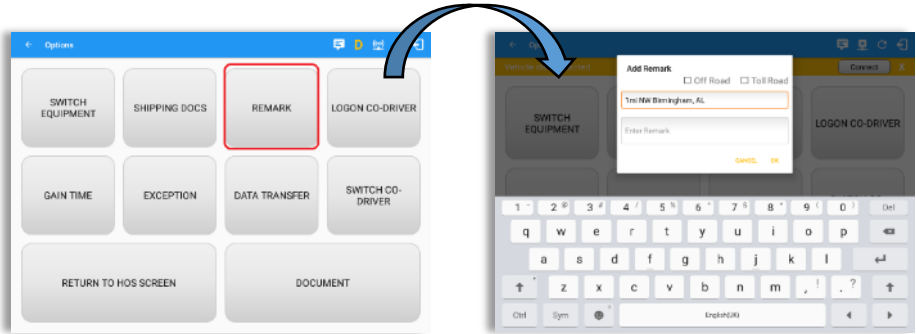 Options
D
SWITCH
EQUIPMENT
SHIPPING DOCS
REMARK
LOGON CO-DRIVER
GAIN TIME
EXCEPTION
DATA TRANSFER
SWITCH CO-
DRIVER
RETURN TO HOS SCREEN
DOCUMENT
Connect X
Add Remark
Off Road Toll Road
1mi NW Birmingham, AL
Enter Remark
CANCEL OK
SWITCH
EQUIPMENT
LOGON CO-DRIVER
1 2 @ 3 # 4 / 5 % 6 7 8 9 ( 0 ) Del
q w e r t y u i o p
a s d f g h j k l
z x c v b n m , ! . ?
Ctrl Sym English(UK)